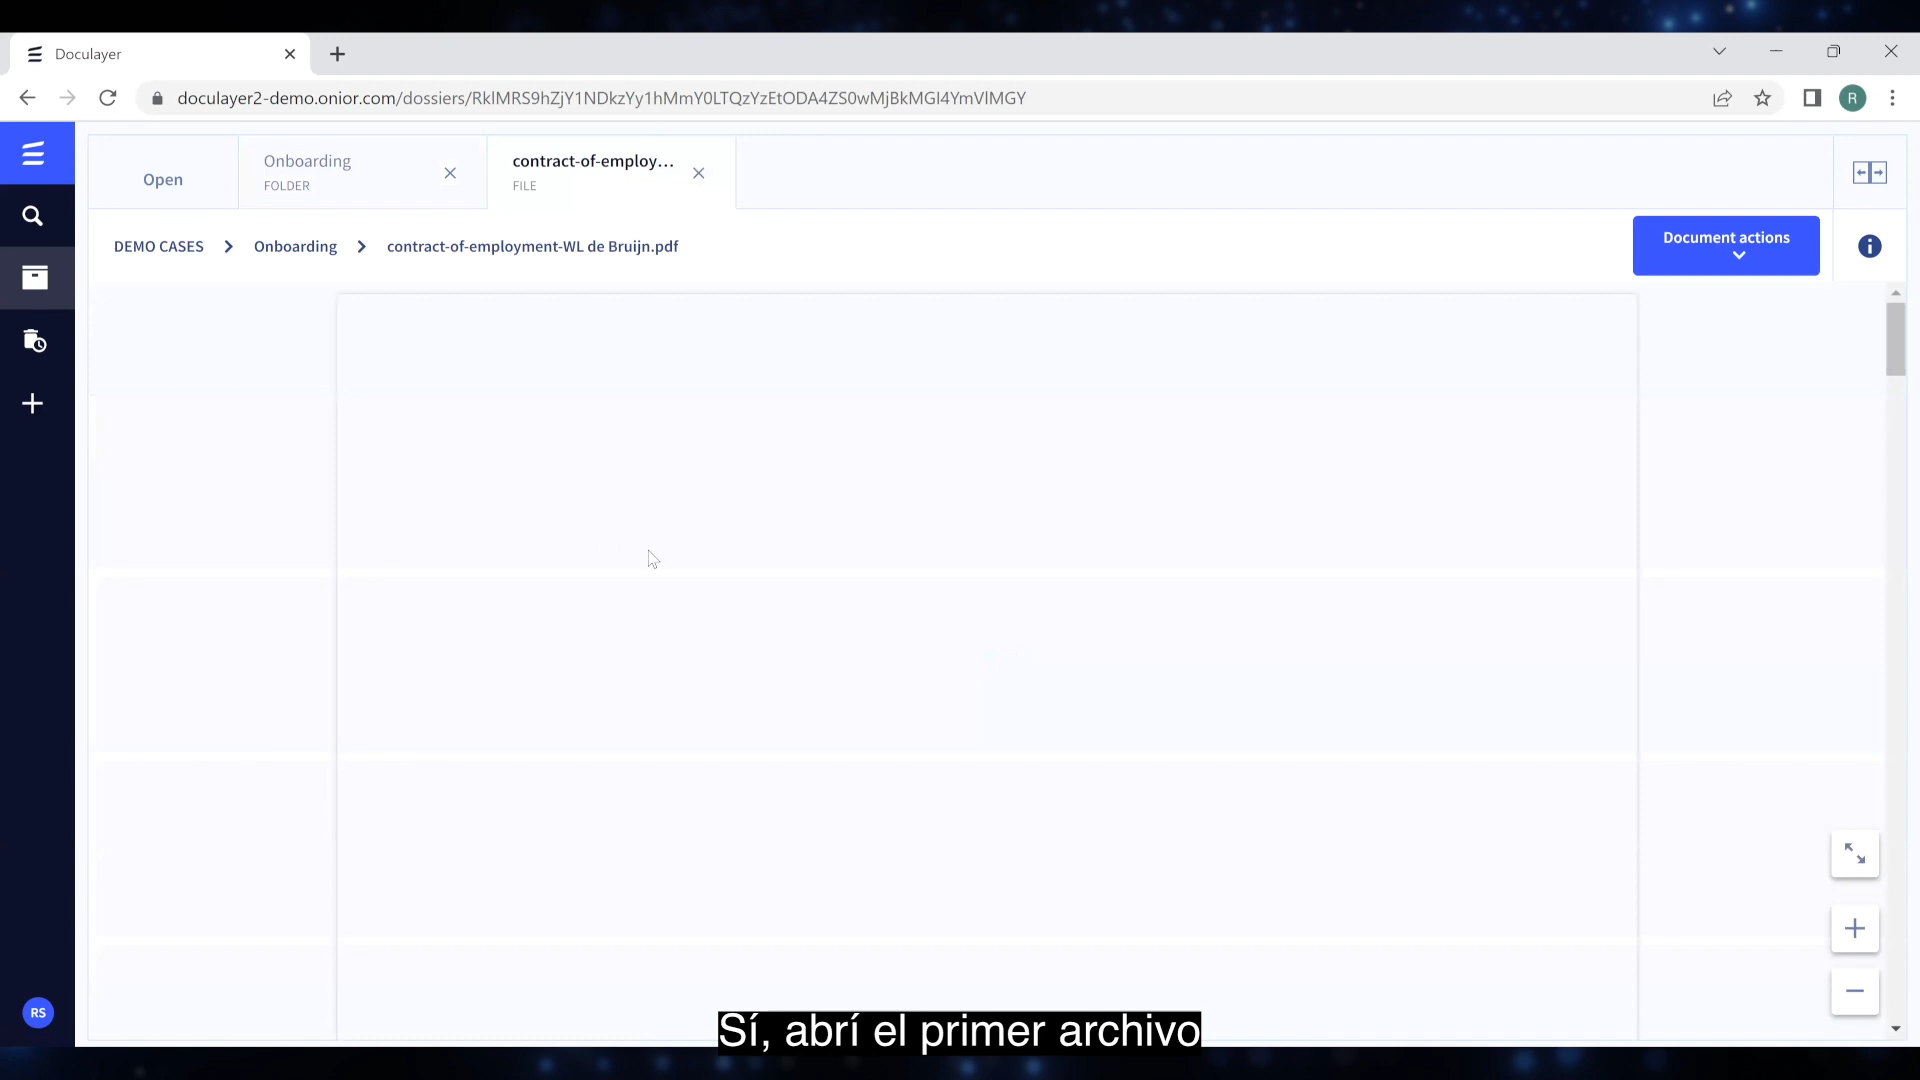 Doculayer
doculayer2-demo.onior.com/dossiers/RklMRS9hZjY1NDkzYy1hMmY0LTQzYzEtODA4ZS0wMjBkMGI4YmVlMGY
R
Open
Onboarding
FOLDER
contract-of-employ...
FILE
DEMO CASES > Onboarding > contract-of-employment-WL de Bruijn.pdf
Document actions
RS
Sí, abrí el primer archivo